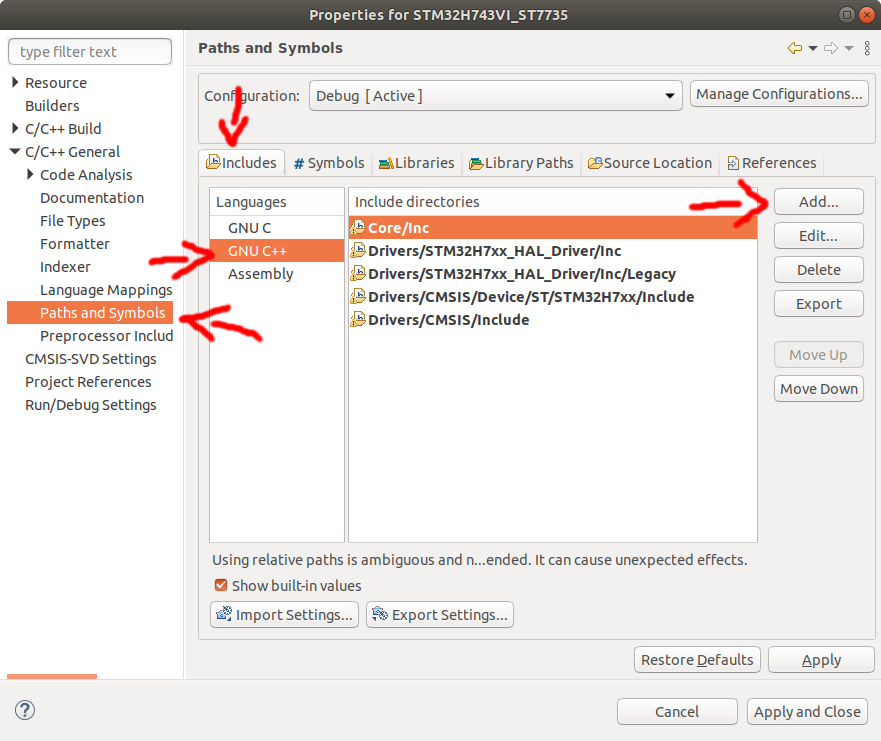 Properties for STM32H743VI_ST7735
type filter text
Paths and Symbols
Resource
Builders
C/C++ Build
C/C++ General
Code Analysis
Documentation
File Types
Formatter
Indexer
Language Mappings
Paths and Symbols
Preprocessor Includ
CMSIS-SVD Settings
Project References
Run/Debug Settings
Configuration: Debug [ Active ] Manage Configurations...
Includes # Symbols Libraries Library Paths Source Location References
Languages
GNU C
GNU C++
Assembly
Include directories
Core/Inc
Drivers/STM32H7xx_HAL_Driver/Inc
Drivers/STM32H7xx_HAL_Driver/Inc/Legacy
Drivers/CMSIS/Device/ST/STM32H7xx/Include
Drivers/CMSIS/Include
Add...
Edit...
Delete
Export
Move Up
Move Down
Using relative paths is ambiguous and n...ended. It can cause unexpected effects.
Show built-in values
Import Settings... Export Settings...
Restore Defaults Apply
Cancel Apply and Close